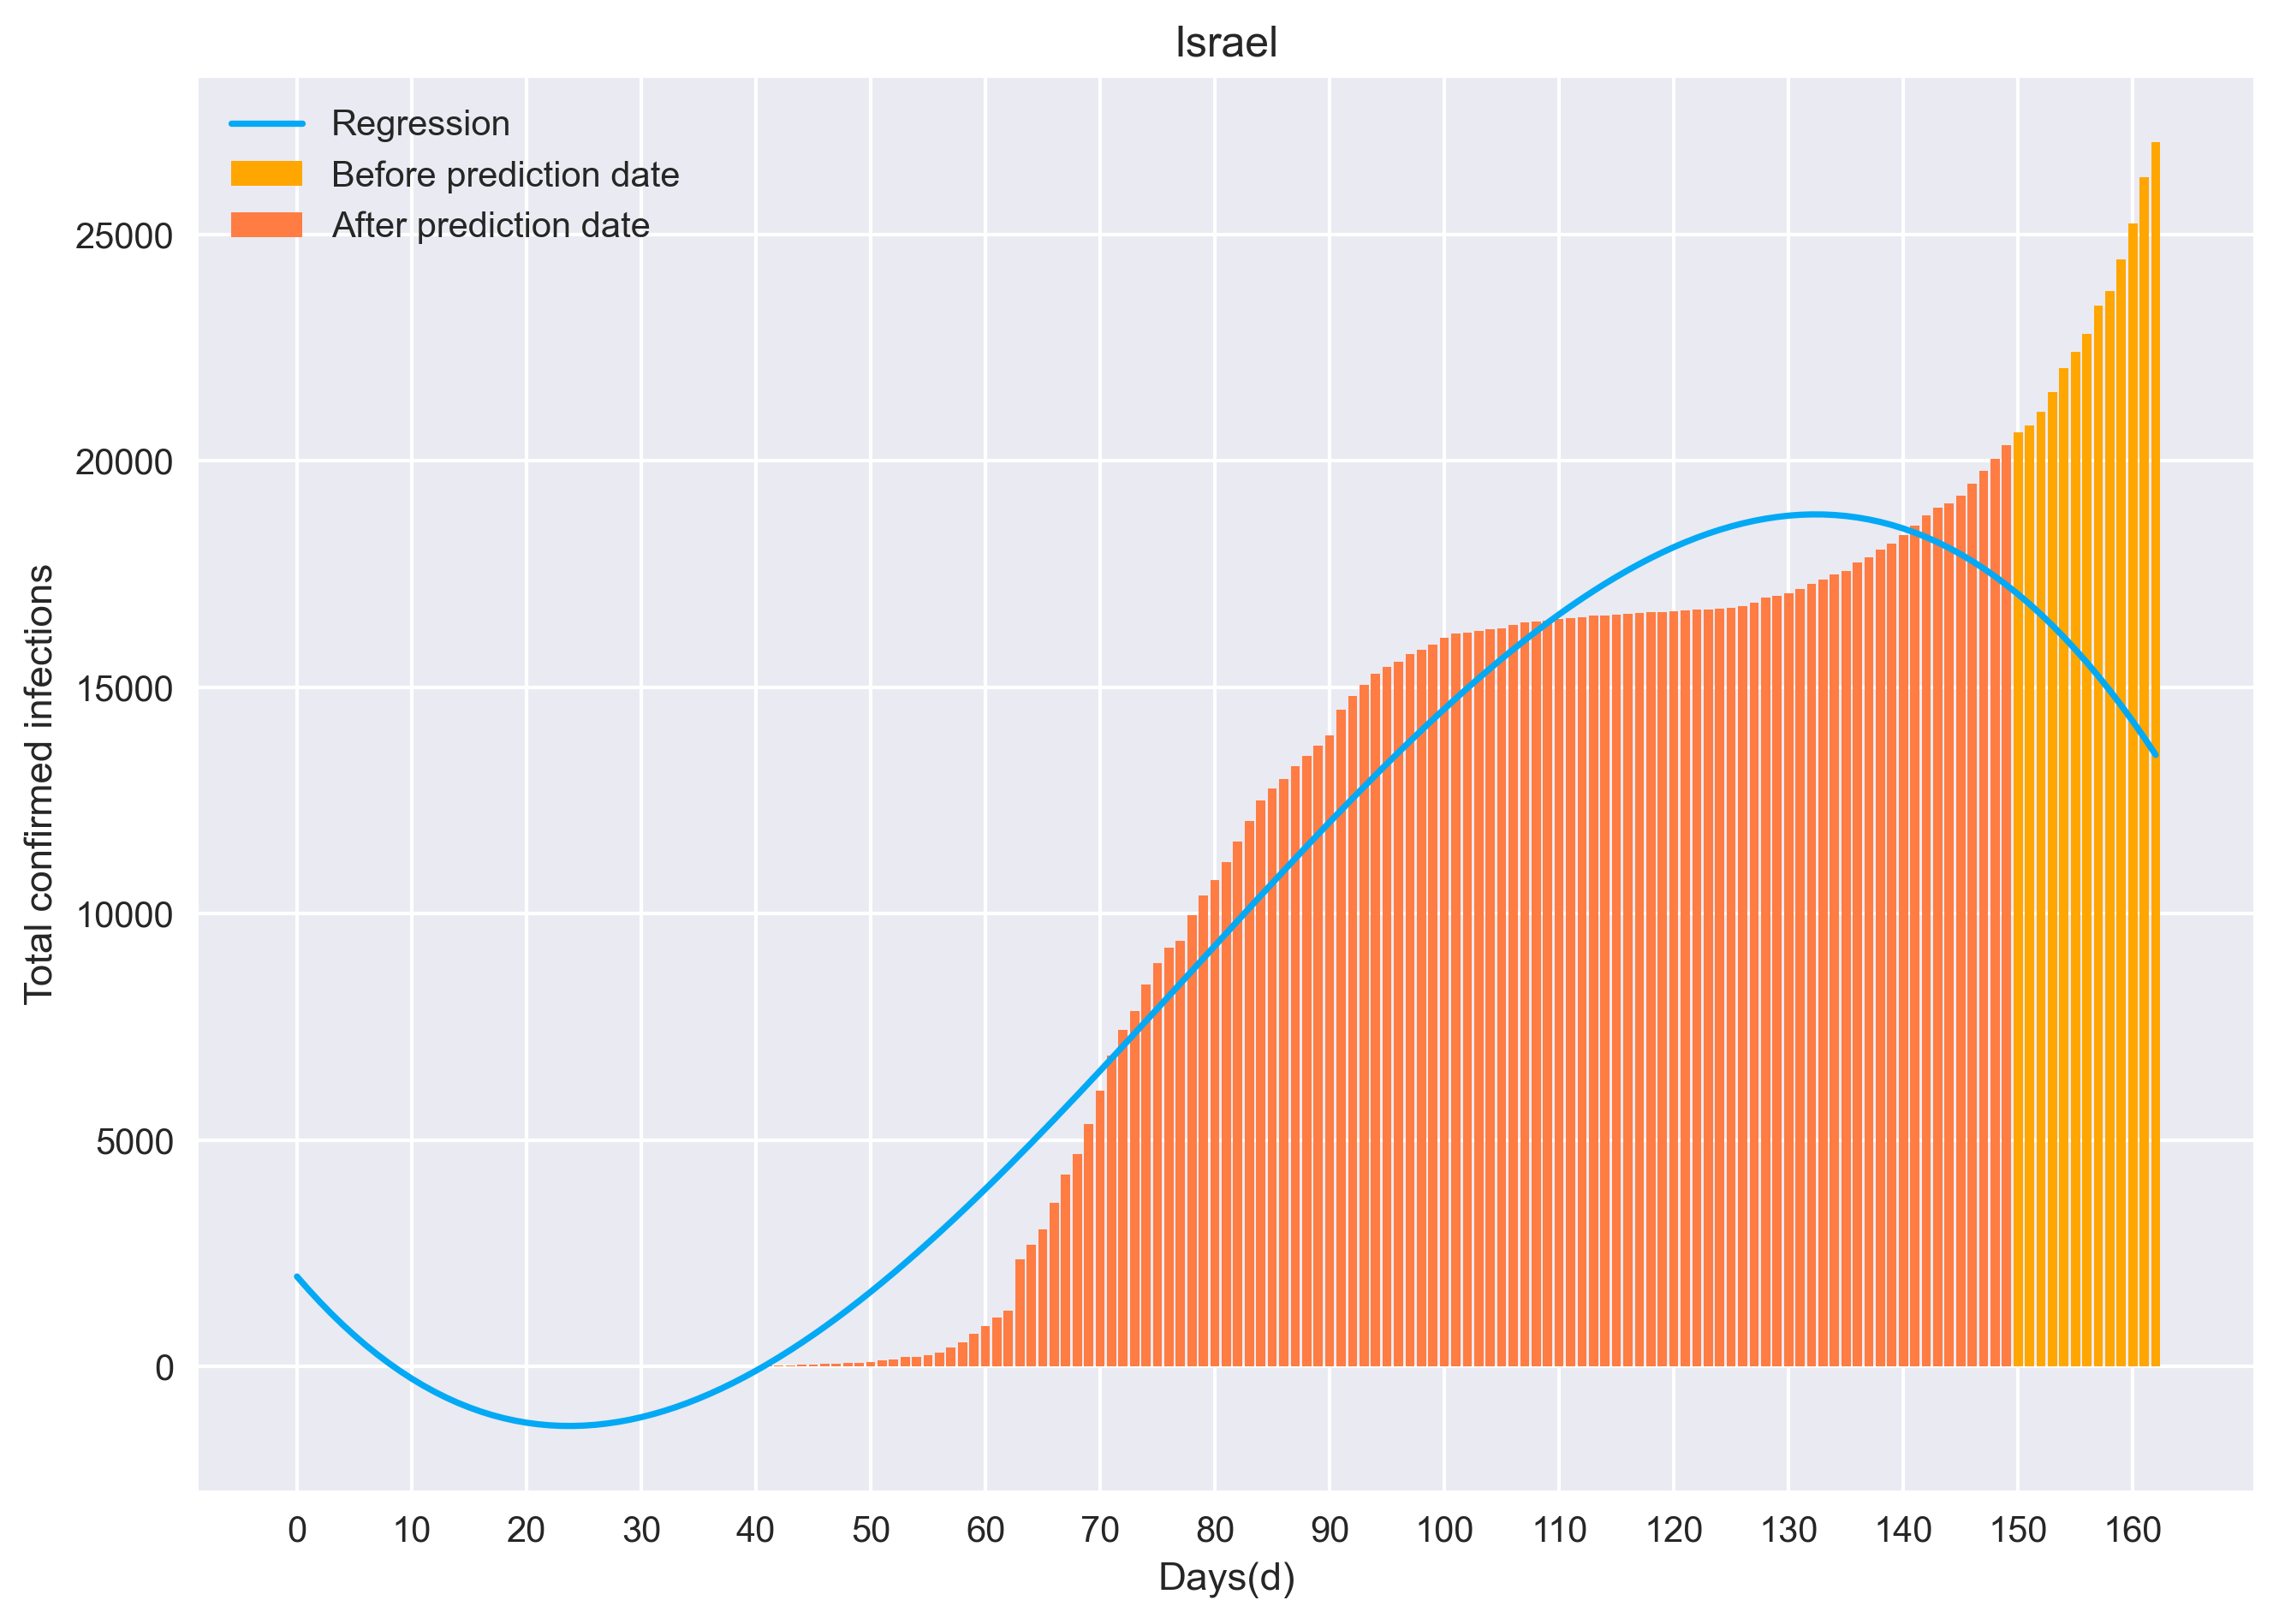 Israel
Regression
Before prediction date
After prediction date
25000
20000
15000
10000
5000
0
Total confirmed infections
0 10 20 30 40 50 60 70 80 90 100 110 120 130 140 150 160
Days(d)